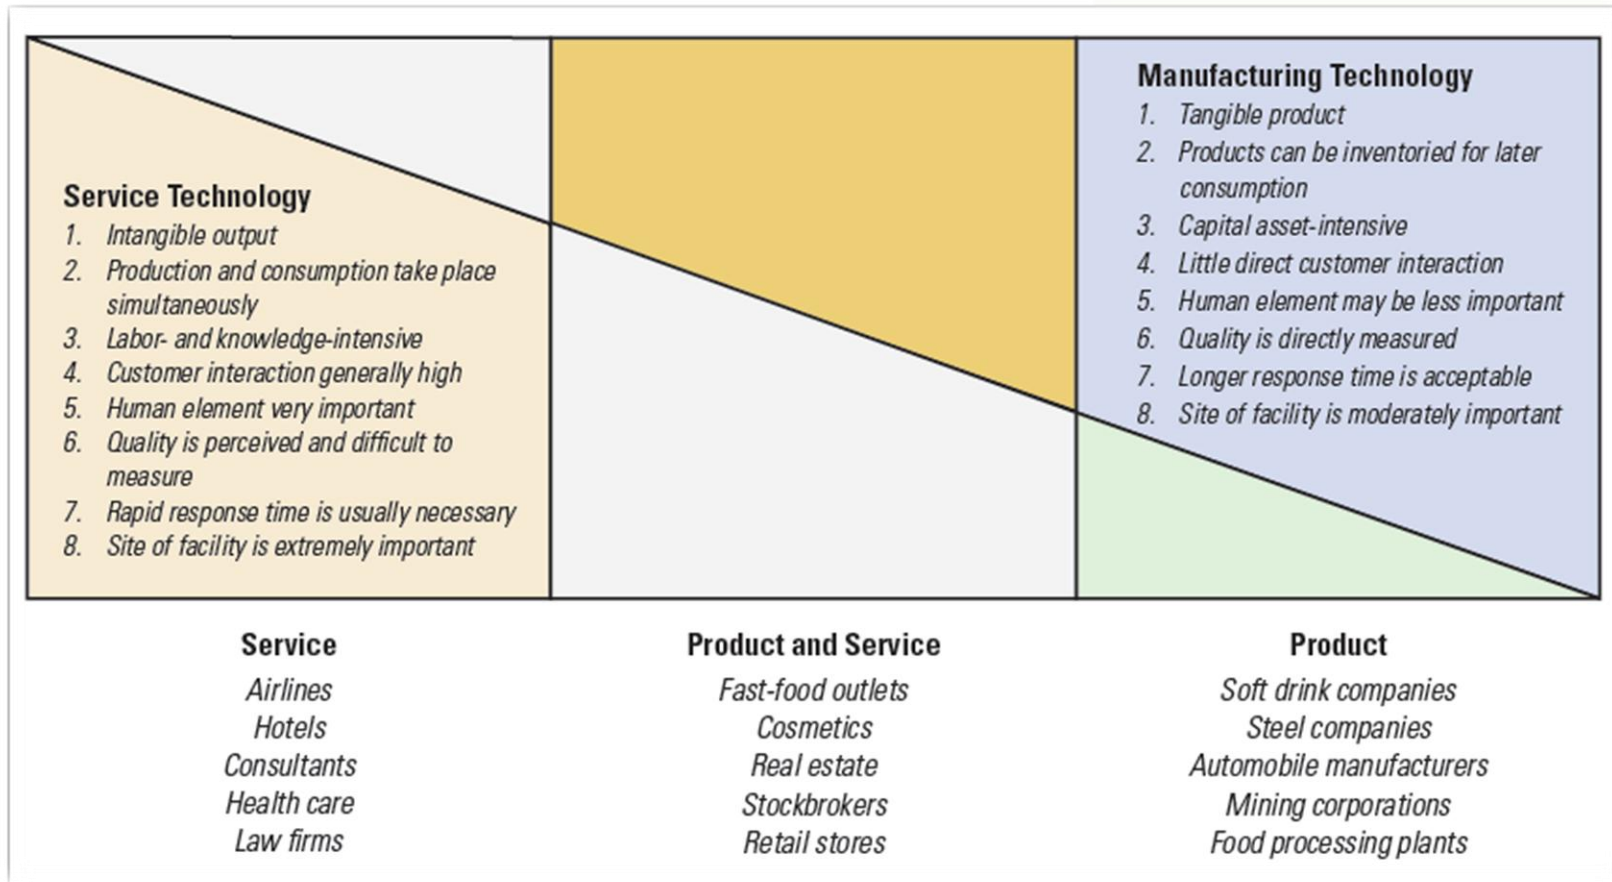 Service Technology
1. Intangible output
2. Production and consumption take place
simultaneously
3. Labor- and knowledge-intensive
4. Customer interaction generally high
5. Human element very important
6. Quality is perceived and difficult to
measure
7. Rapid response time is usually necessary
8. Site of facility is extremely important
Manufacturing Technology
1. Tangible product
2. Products can be inventoried for later
consumption
3. Capital asset-intensive
4. Little direct customer interaction
5. Human element may be less important
6. Quality is directly measured
7. Longer response time is acceptable
8. Site of facility is moderately important
Service
Airlines
Hotels
Consultants
Health care
Law firms
Product and Service
Fast-food outlets
Cosmetics
Real estate
Stockbrokers
Retail stores
Product
Soft drink companies
Steel companies
Automobile manufacturers
Mining corporations
Food processing plants